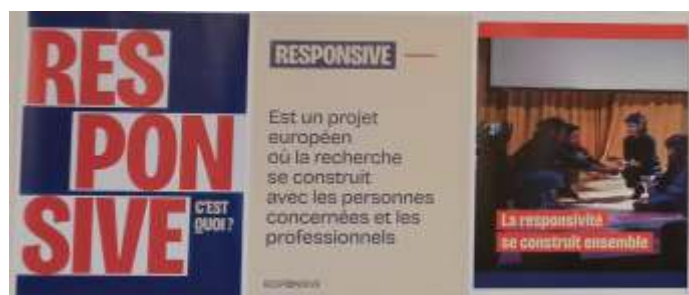 RES
PON
SIVE
C'EST
QUOI ?
RESPONSIVE
Est un projet
européen
où la recherche
se construit
avec les personnes
concernées et les
professionnels
RESPONSIVE
La responsivité
se construit ensemble